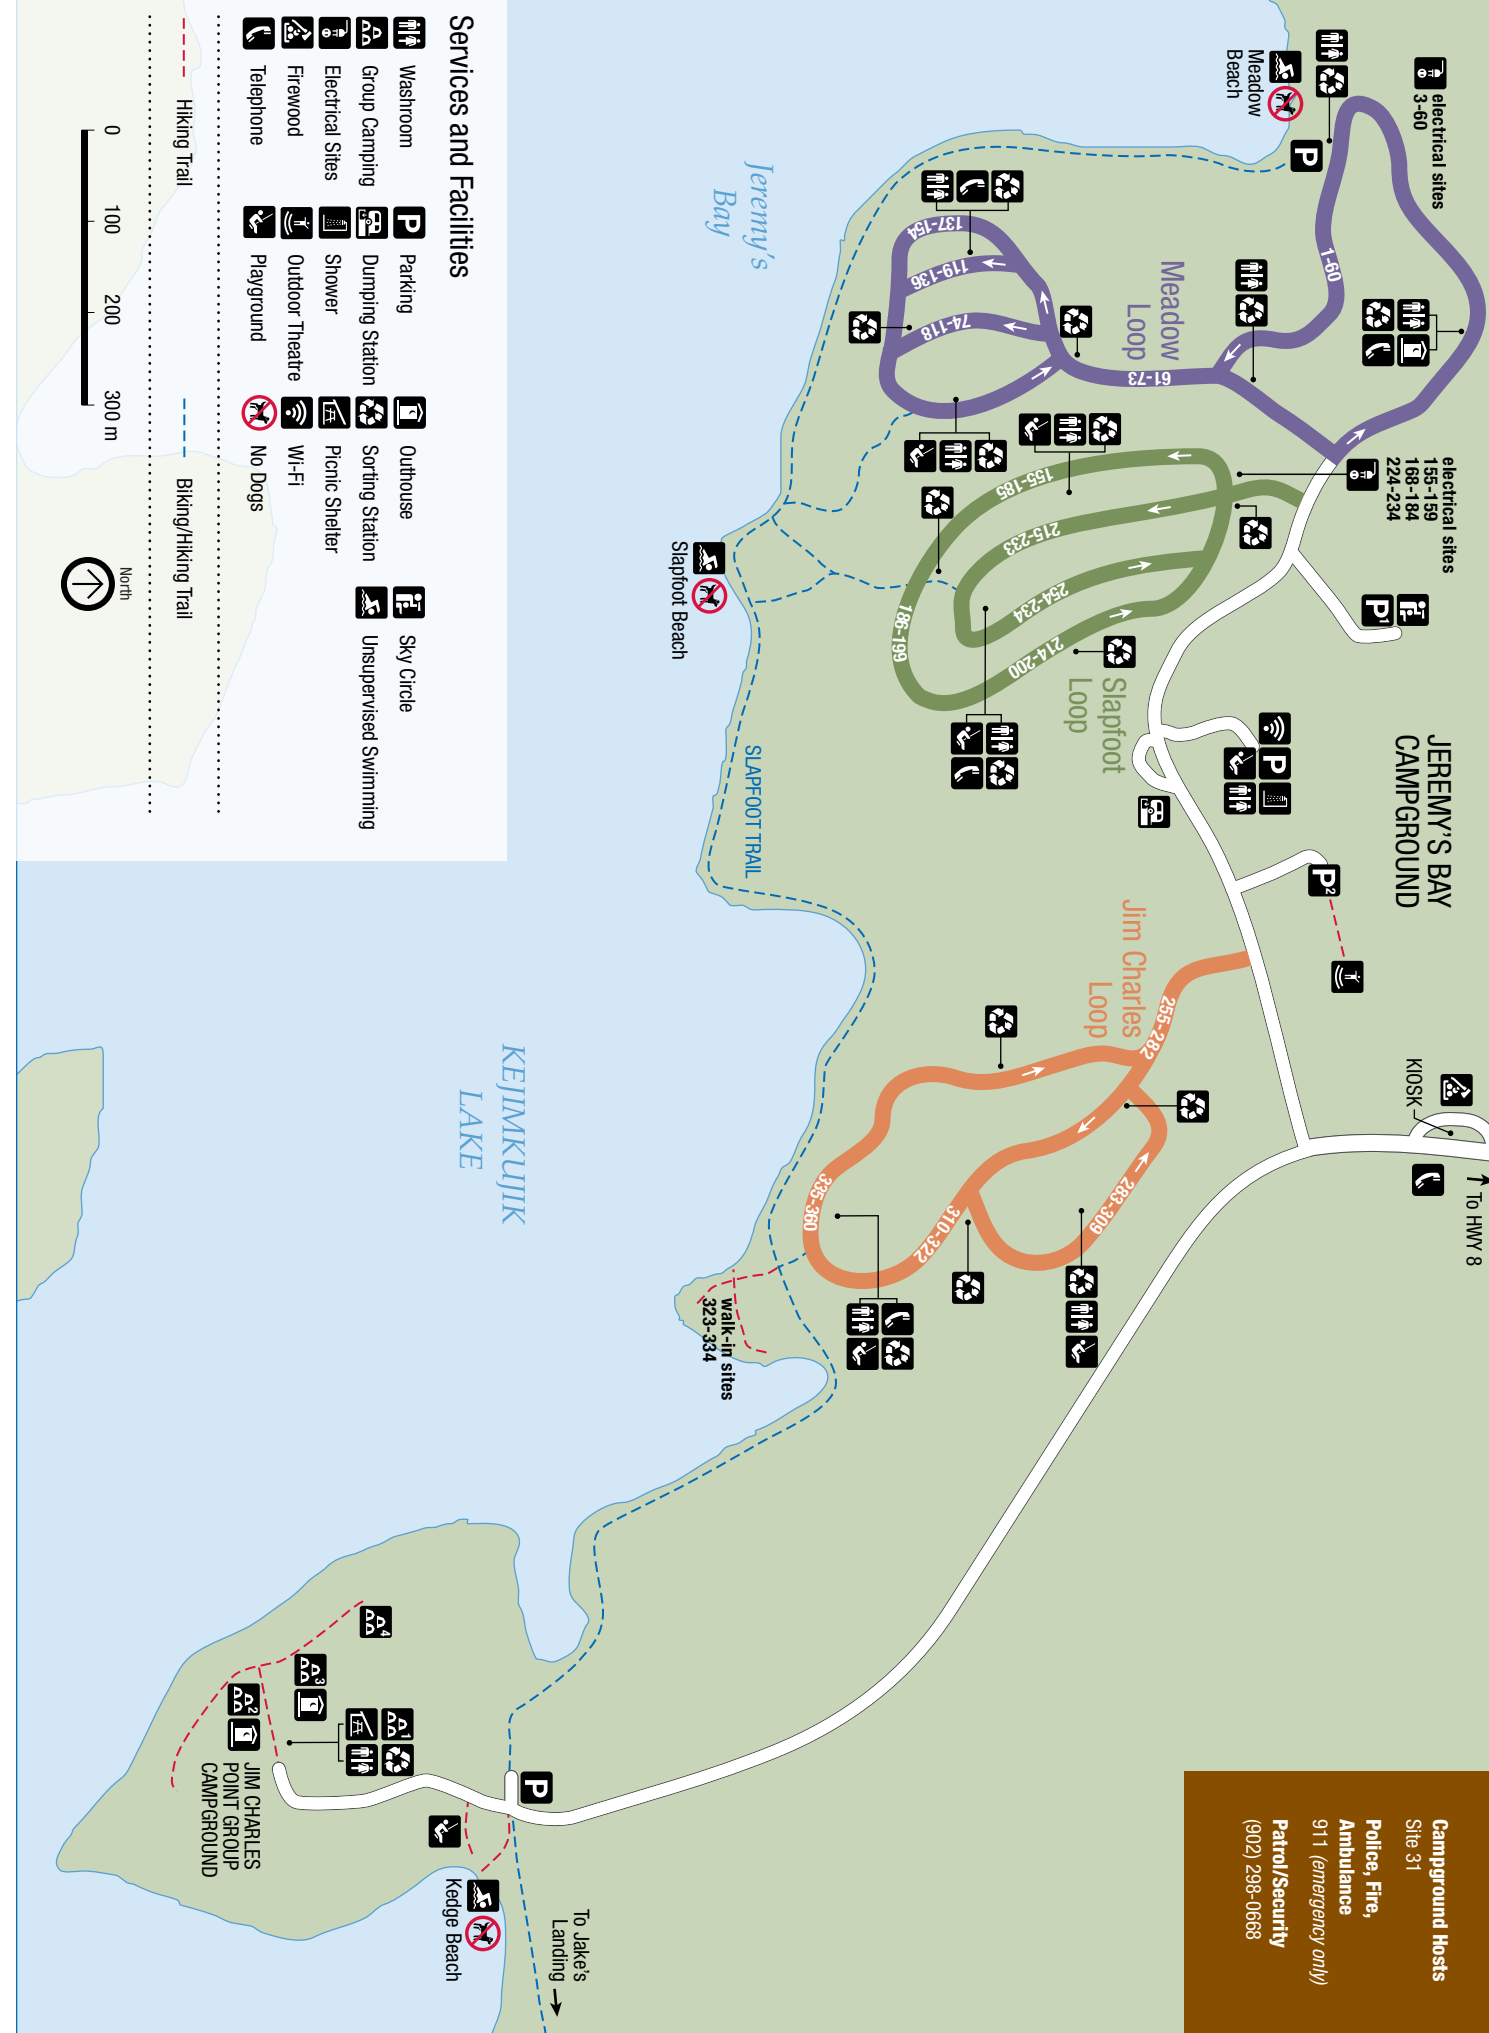 JEREMY'S BAY
CAMPGROUND
electrical sites
3-60
Meadow
Beach
P
1-60
Meadow
Loop
61-73
74-118
119-136
137-154
Jeremy's
Bay
electrical sites
155-159
168-184
224-234
155-185
215-233
254-234
214-200
186-199
Slapfoot
Loop
Slapfoot Beach
SLAPFOOT TRAIL
P1
P
P2
Jim Charles
Loop
255-282
283-309
310-322
335-360
walk-in sites
323-334
KIOSK
To HWY 8
KEJIMKUJIK
LAKE
4
3
2
1
JIM CHARLES
POINT GROUP
CAMPGROUND
P
Kedge Beach
To Jake's
Landing
Campground Hosts
Site 31
Police, Fire,
Ambulance
911 (emergency only)
Patrol/Security
(902) 298-0668
Services and Facilities
Washroom
Group Camping
Electrical Sites
Firewood
Telephone
P
Parking
Dumping Station
Shower
Outdoor Theatre
Playground
Outhouse
Sorting Station
Picnic Shelter
Wi-Fi
No Dogs
Sky Circle
Unsupervised Swimming
Hiking Trail
Biking/Hiking Trail
0
100
200
300 m
North